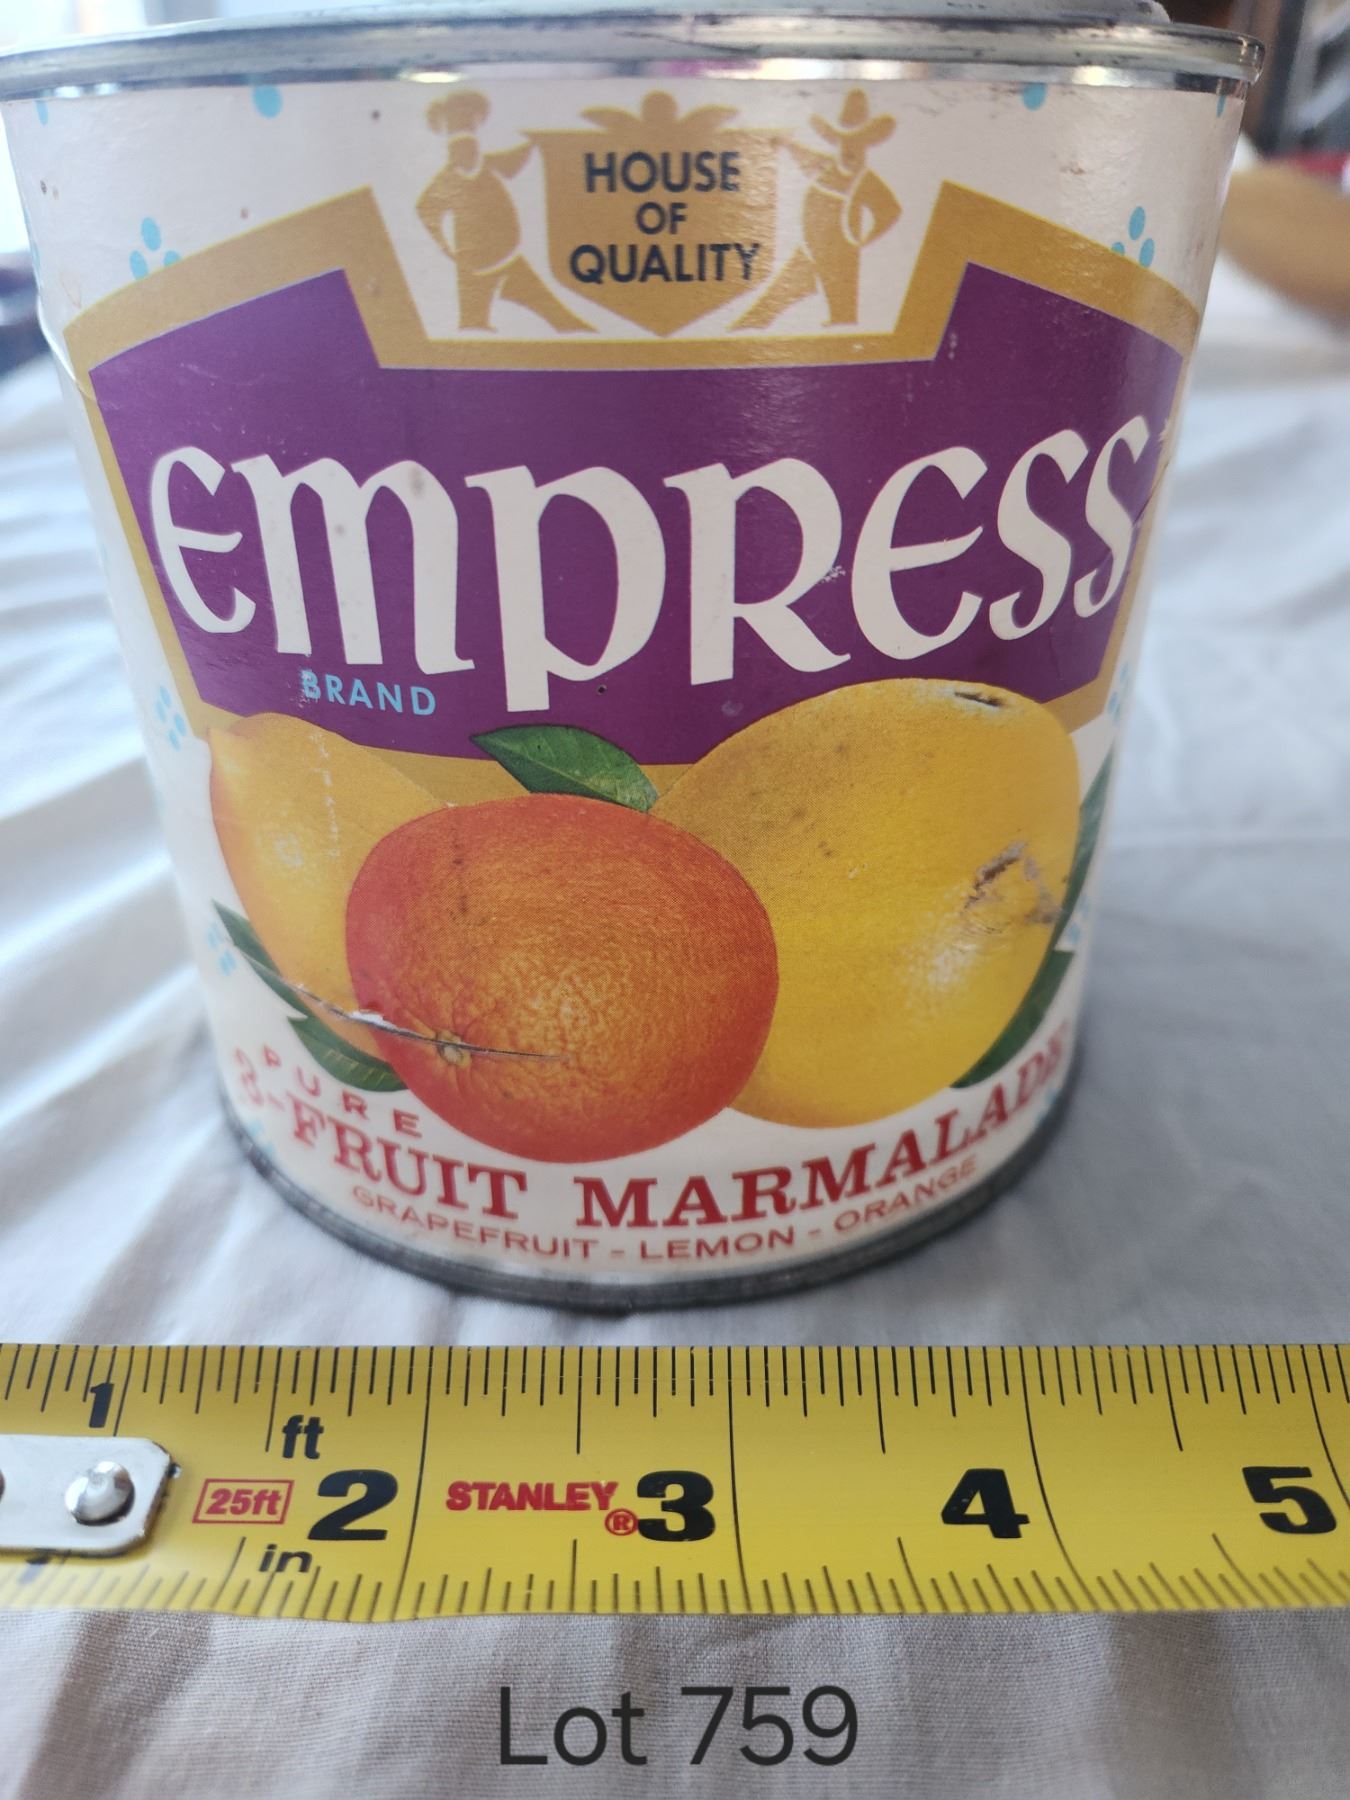 HOUSE
OF
QUALITY
EMPRESS
BRAND
PURE
3-FRUIT MARMALADE
GRAPEFRUIT - LEMON - ORANGE
1
ft
25ft 2 STANLEY® 3 4 5
in
Lot 759